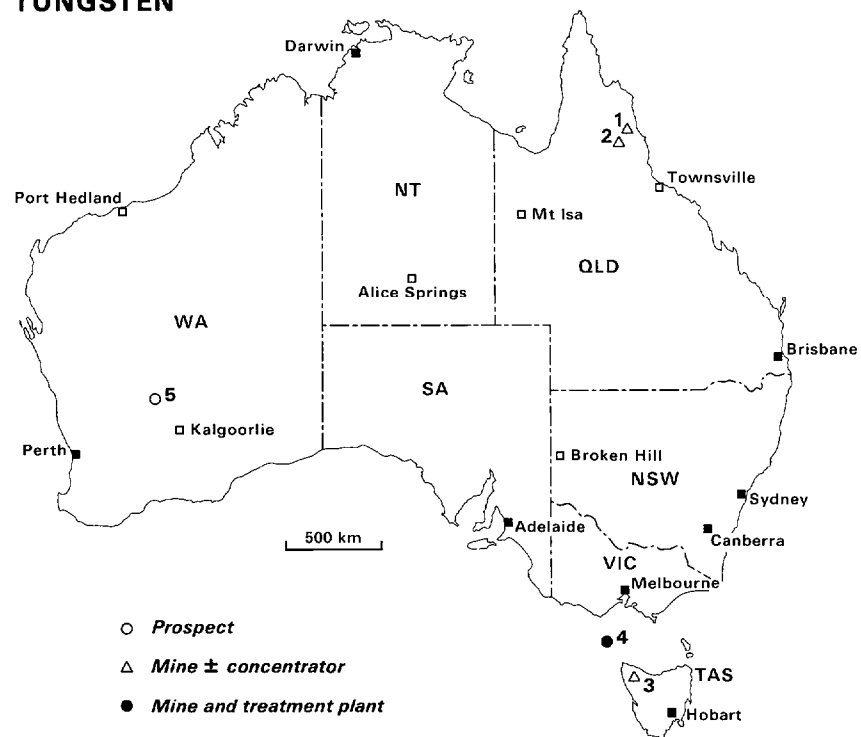 TUNGSTEN
Darwin
1
2
Townsville
Port Hedland
NT
Mt Isa
QLD
Alice Springs
WA
Brisbane
SA
5
Kalgoorlie
Perth
Broken Hill
NSW
Sydney
Adelaide
Canberra
500 km
VIC
Melbourne
Prospect
4
Mine ± concentrator
TAS
3
Mine and treatment plant
Hobart